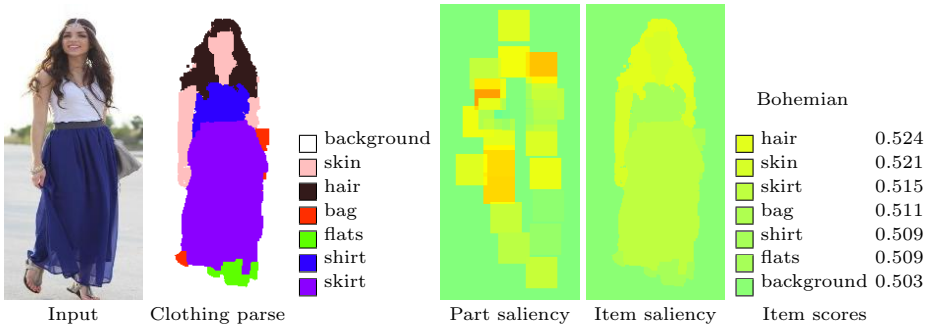 background
skin
hair
bag
flats
shirt
skirt
Bohemian
hair 0.524
skin 0.521
skirt 0.515
bag 0.511
shirt 0.509
flats 0.509
background 0.503
Input
Clothing parse
Part saliency
Item saliency
Item scores